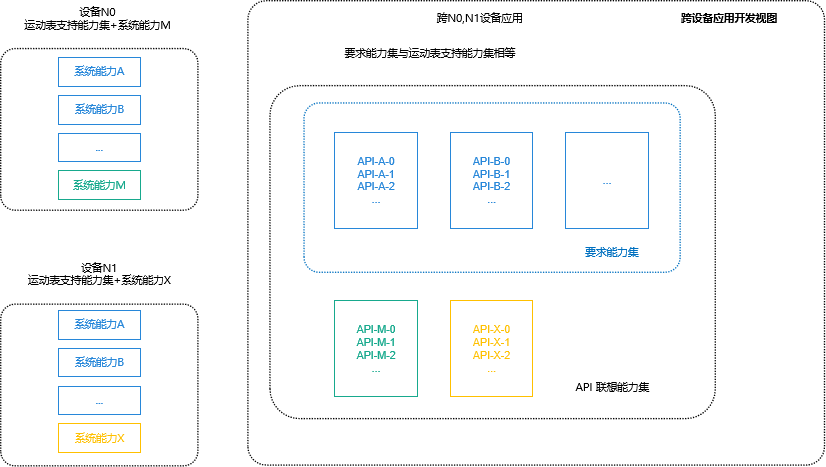 设备N0
运动表支持能力集+系统能力M
系统能力A
系统能力B
...
系统能力M
设备N1
运动表支持能力集+系统能力X
系统能力A
系统能力B
...
系统能力X
跨N0,N1设备应用
跨设备应用开发视图
要求能力集与运动表支持能力集相等
API-A-0
API-A-1
API-A-2
...
API-B-0
API-B-1
API-B-2
...
...
要求能力集
API-M-0
API-M-1
API-M-2
...
API-X-0
API-X-1
API-X-2
...
API 联想能力集